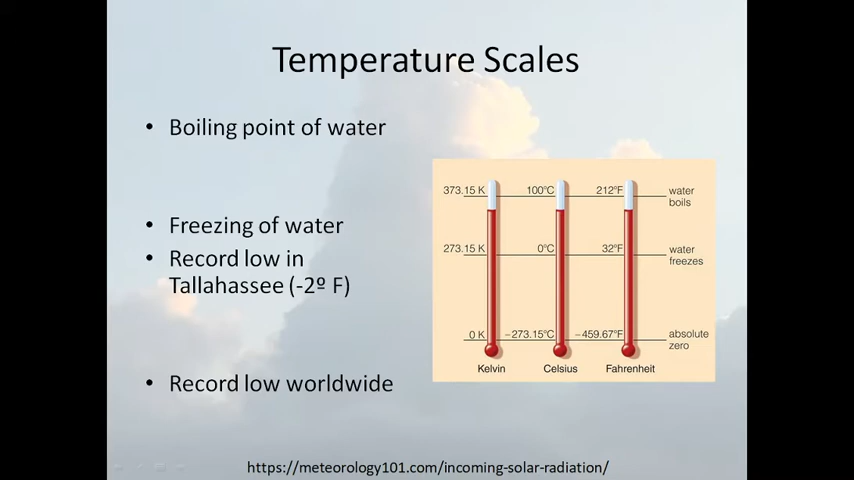 Temperature Scales
• Boiling point of water
• Freezing of water
• Record low in
Tallahassee (-2º F)
• Record low worldwide
373.15 K 100°C 212°F water
boils
273.15 K 0°C 32°F water
freezes
0 K −273.15°C −459.67°F absolute
zero
Kelvin Celsius Fahrenheit
https://meteorology101.com/incoming-solar-radiation/